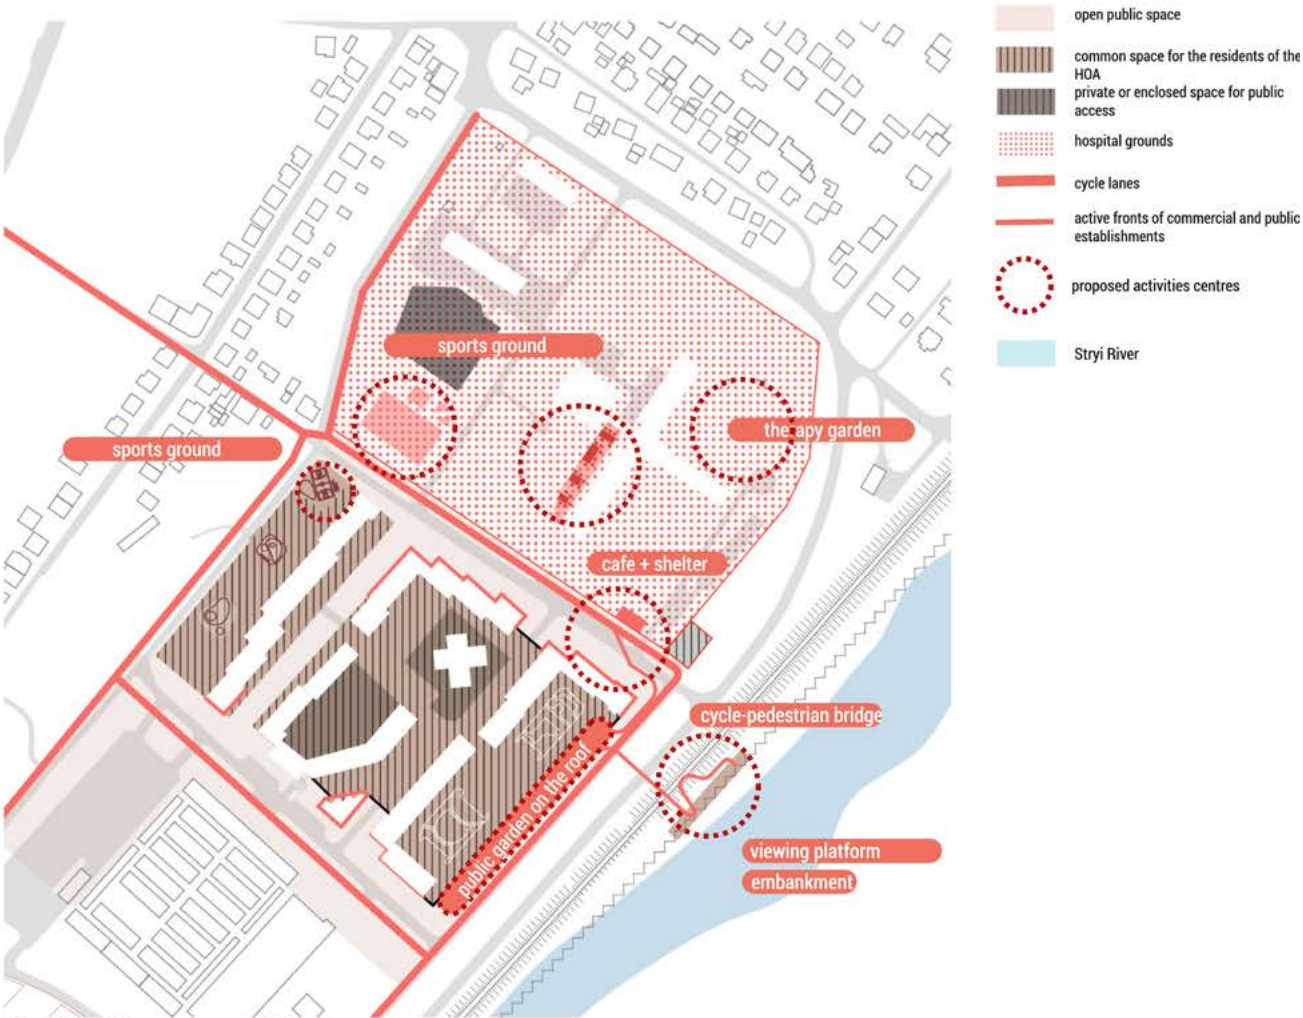 open public space
common space for the residents of the
HOA
private or enclosed space for public
access
hospital grounds
cycle lanes
active fronts of commercial and public
establishments
proposed activities centres
Stryi River
sports ground
sports ground
the apy garden
cafe + shelter
cycle-pedestrian bridge
public garden on the roof
viewing platform
embankment